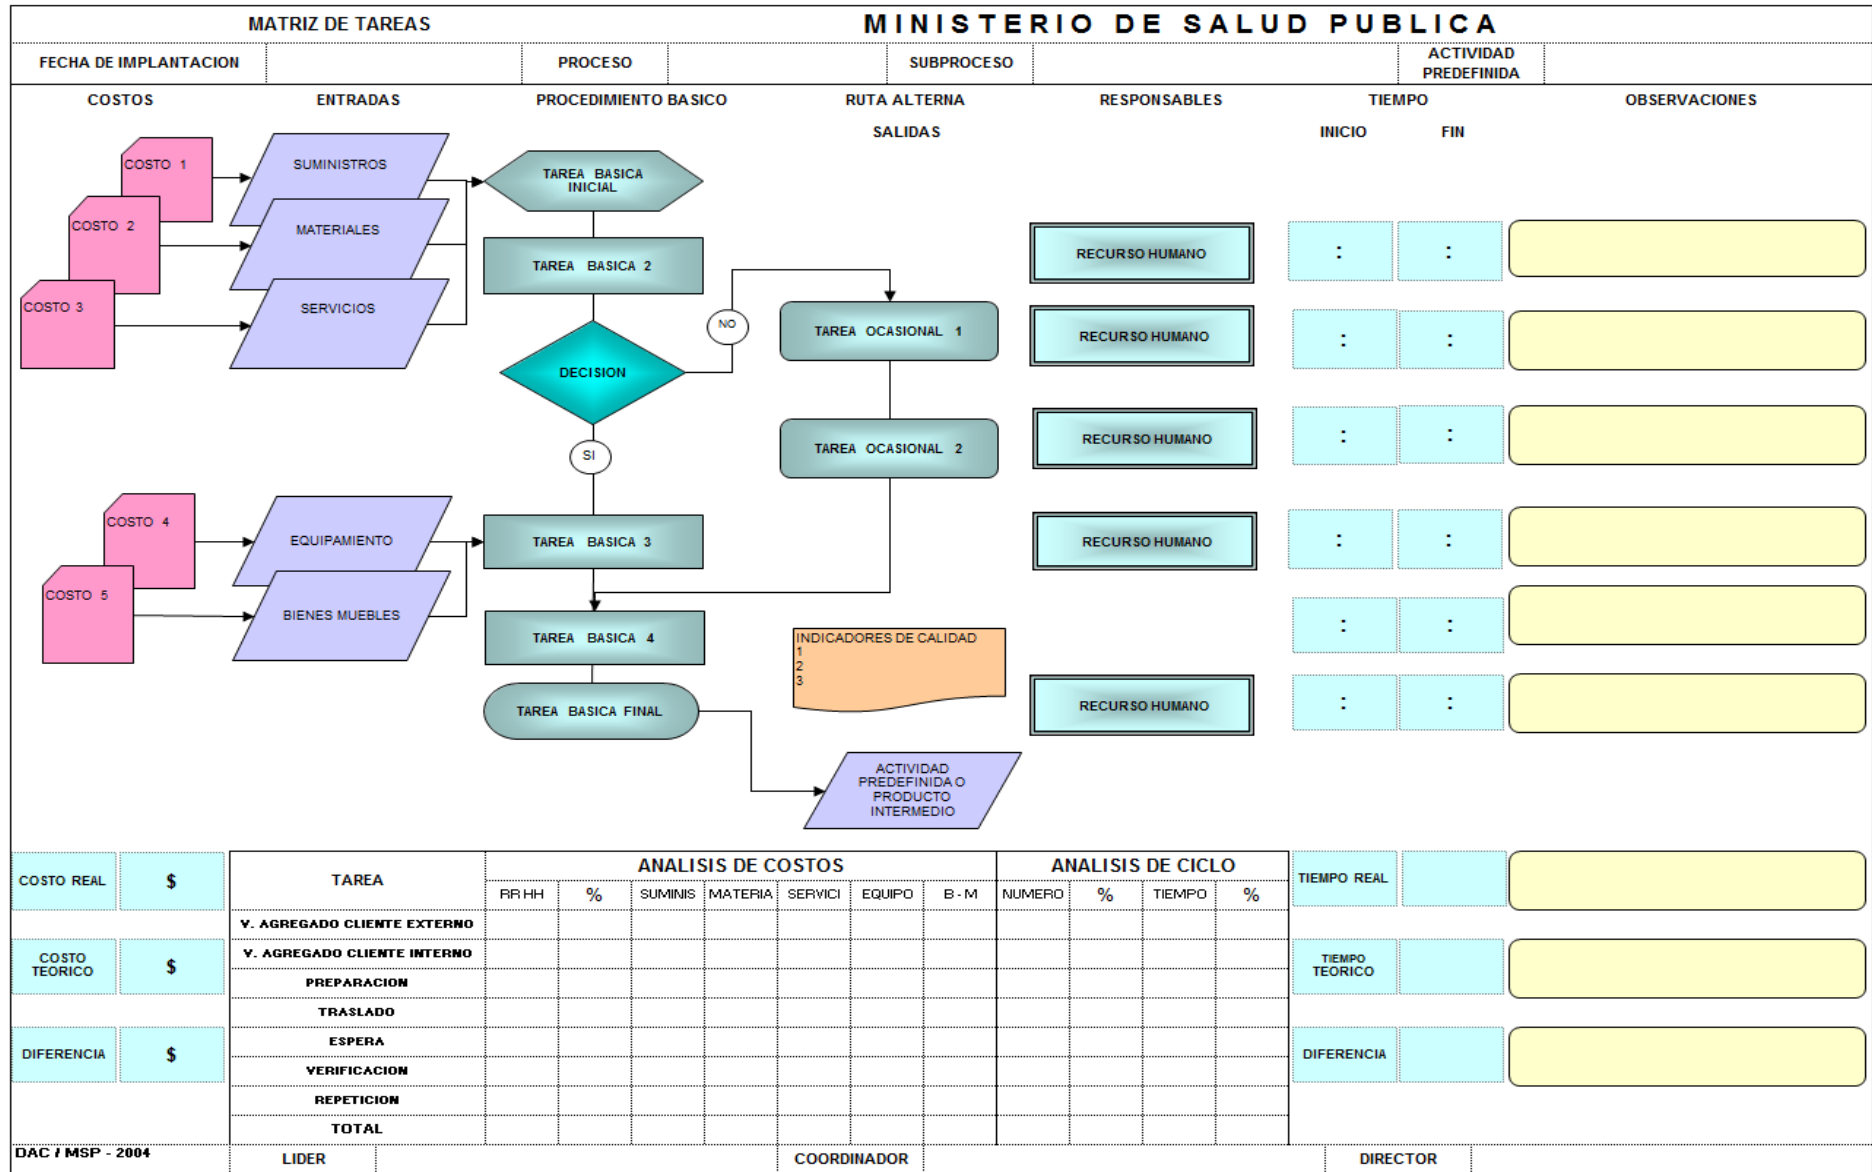 MATRIZ DE TAREAS
MINISTERIO DE SALUD PUBLICA
FECHA DE IMPLANTACION
PROCESO
SUBPROCESO
ACTIVIDAD
PREDEFINIDA
COSTOS
ENTRADAS
PROCEDIMIENTO BASICO
RUTA ALTERNA
SALIDAS
RESPONSABLES
TIEMPO
INICIO
FIN
OBSERVACIONES
COSTO 1
SUMINISTROS
TAREA BASICA
INICIAL
COSTO 2
MATERIALES
TAREA BASICA 2
RECURSO HUMANO
:
:
COSTO 3
SERVICIOS
NO
TAREA OCASIONAL 1
RECURSO HUMANO
:
:
DECISION
SI
TAREA OCASIONAL 2
RECURSO HUMANO
:
:
COSTO 4
EQUIPAMIENTO
TAREA BASICA 3
RECURSO HUMANO
:
:
COSTO 5
BIENES MUEBLES
TAREA BASICA 4
INDICADORES DE CALIDAD
1
2
3
:
:
TAREA BASICA FINAL
RECURSO HUMANO
:
:
ACTIVIDAD
PREDEFINIDA O
PRODUCTO
INTERMEDIO
COSTO REAL
$
TAREA
ANALISIS DE COSTOS
ANALISIS DE CICLO
RR HH
%
SUMINIS
MATERIA
SERVICI
EQUIPO
B - M
NUMERO
%
TIEMPO
%
TIEMPO REAL
V. AGREGADO CLIENTE EXTERNO
COSTO
TEORICO
$
V. AGREGADO CLIENTE INTERNO
TIEMPO
TEORICO
PREPARACION
TRASLADO
DIFERENCIA
$
ESPERA
DIFERENCIA
VERIFICACION
REPETICION
TOTAL
DAC / MSP - 2004
LIDER
COORDINADOR
DIRECTOR